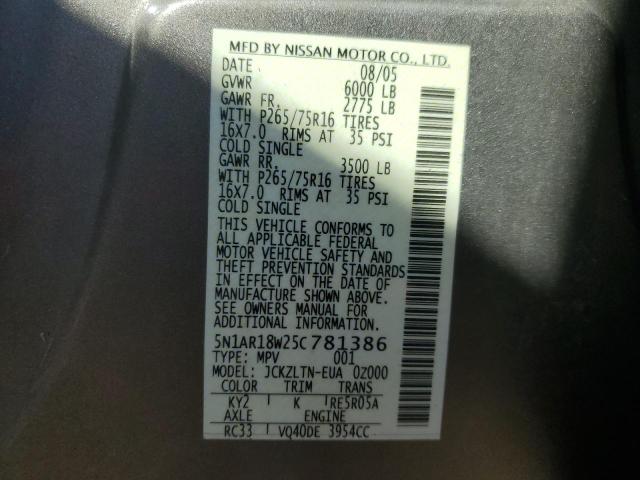 MFD BY NISSAN MOTOR CO., LTD.
DATE 08/05
GVWR 6000 LB
GAWR FR. 2775 LB
WITH P265/75R16 TIRES
16X7.0 RIMS AT 35 PSI
COLD SINGLE
GAWR RR. 3500 LB
WITH P265/75R16 TIRES
16X7.0 RIMS AT 35 PSI
COLD SINGLE
THIS VEHICLE CONFORMS TO
ALL APPLICABLE FEDERAL
MOTOR VEHICLE SAFETY AND
THEFT PREVENTION STANDARDS
IN EFFECT ON THE DATE OF
MANUFACTURE SHOWN ABOVE.
SEE OWNERS MANUAL FOR
ADDITIONAL INFORMATION.
5N1AR18W25C781386
TYPE: MPV 001
MODEL: JCKZLTN-EUA 0Z000
COLOR TRIM TRANS
KY2 K RE5R05A
AXLE ENGINE
RC33 VQ40DE 3954CC